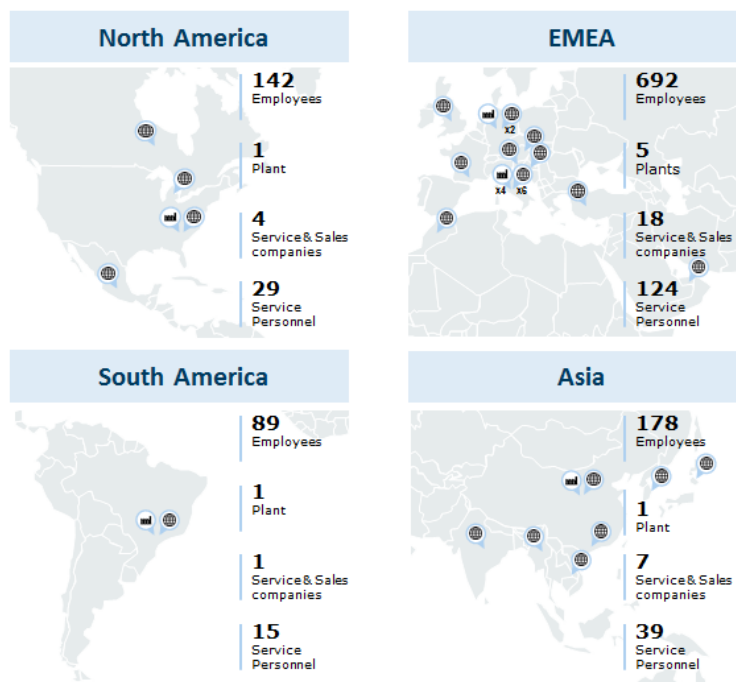 North America
142
Employees
1
Plant
4
Service & Sales
companies
29
Service
Personnel
EMEA
x2
x4
x6
692
Employees
5
Plants
18
Service & Sales
companies
124
Service
Personnel
South America
89
Employees
1
Plant
1
Service & Sales
companies
15
Service
Personnel
Asia
178
Employees
1
Plant
7
Service & Sales
companies
39
Service
Personnel